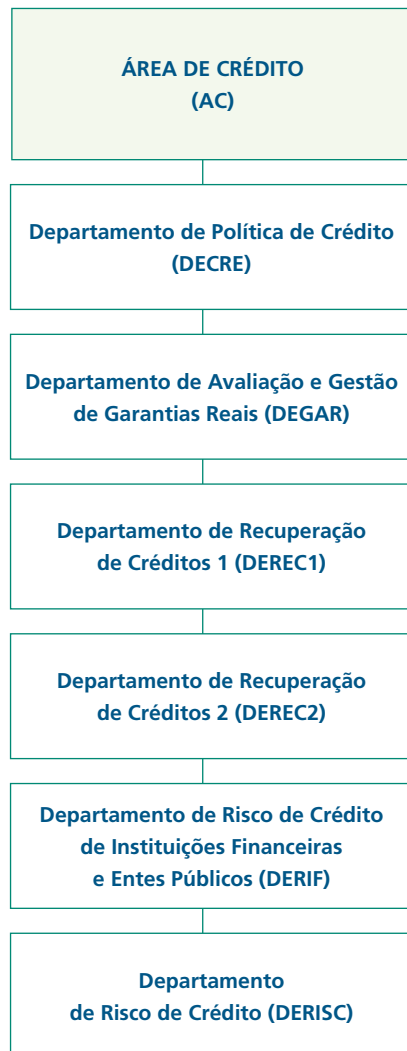 ÁREA DE CRÉDITO
(AC)
Departamento de Política de Crédito
(DECRE)
Departamento de Avaliação e Gestão
de Garantias Reais (DEGAR)
Departamento de Recuperação
de Créditos 1 (DEREC1)
Departamento de Recuperação
de Créditos 2 (DEREC2)
Departamento de Risco de Crédito
de Instituições Financeiras
e Entes Públicos (DERIF)
Departamento
de Risco de Crédito (DERISC)